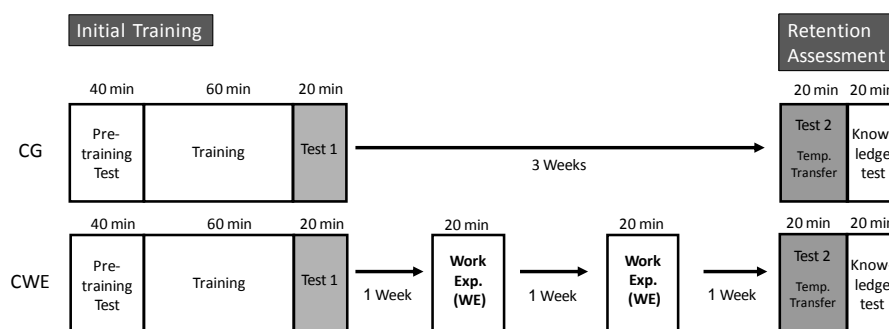 Initial Training
Retention
Assessment
40 min
60 min
20 min
20 min
20 min
CG
Pre-
training
Test
Training
Test 1
3 Weeks
Test 2
Temp.
Transfer
Know-
ledge
test
40 min
60 min
20 min
20 min
20 min
20 min
20 min
CWE
Pre-
training
Test
Training
Test 1
1 Week
Work
Exp.
(WE)
1 Week
Work
Exp.
(WE)
1 Week
Test 2
Temp.
Transfer
Know-
ledge
test